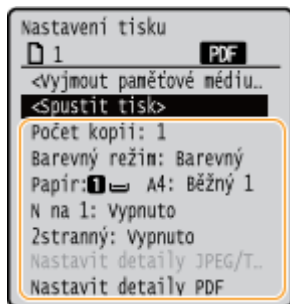 Nastavení tisku
1 PDF
<Vyjmout paměťové médiu..
<Spustit tisk>
Počet kopií: 1
Barevný režim: Barevný
Papír:1 A4: Běžný 1
N na 1: Vypnuto
2stranný: Vypnuto
Nastavit detaily JPEG/T..
Nastavit detaily PDF